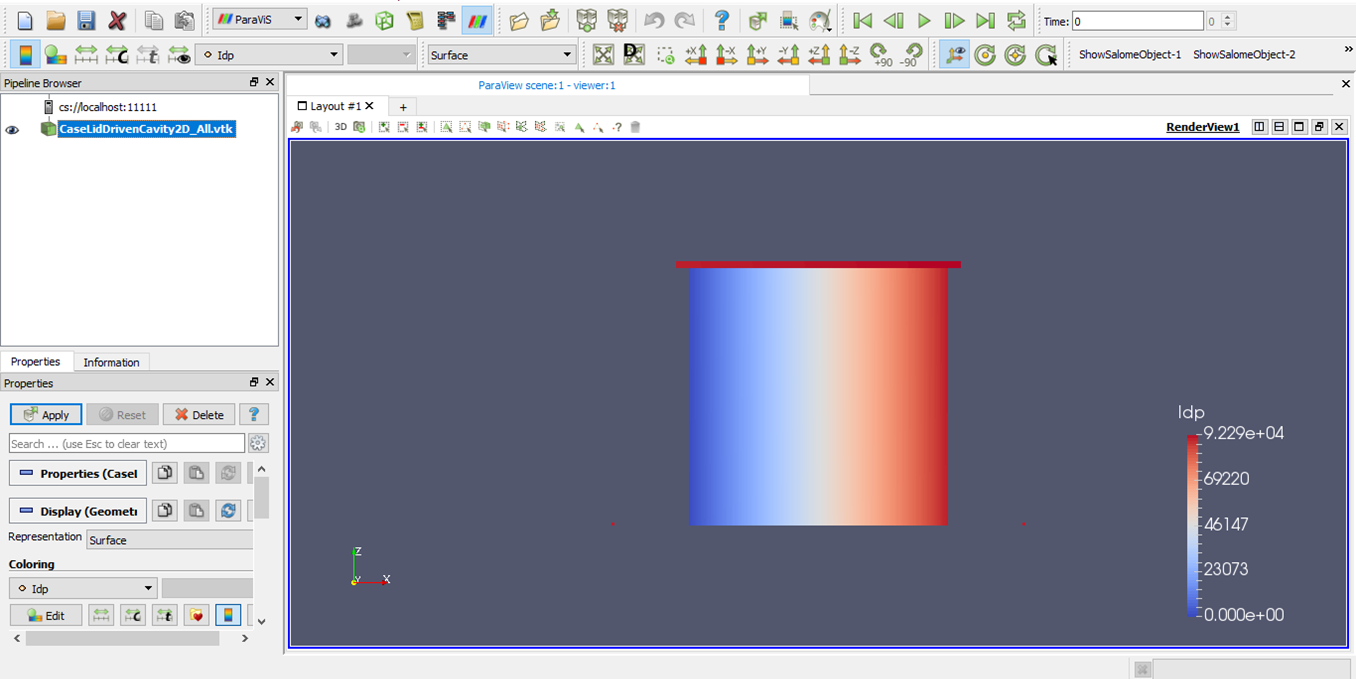 ParaViS
Time: 0
0
Idp
Surface
+X
-X
+Y
-Y
+Z
-Z
+90
-90
ShowSalomeObject-1
ShowSalomeObject-2
Pipeline Browser
ParaView scene:1 - viewer:1
cs://localhost:11111
CaseLidDrivenCavity2D_All.vtk
Layout #1
3D
RenderView1
Properties
Information
Properties
Apply
Reset
Delete
?
Search ... (use Esc to clear text)
Properties (Casel
Display (Geometr
Representation
Surface
Coloring
Idp
Edit
Z
Y
X
Idp
9.229e+04
69220
46147
23073
0.000e+00